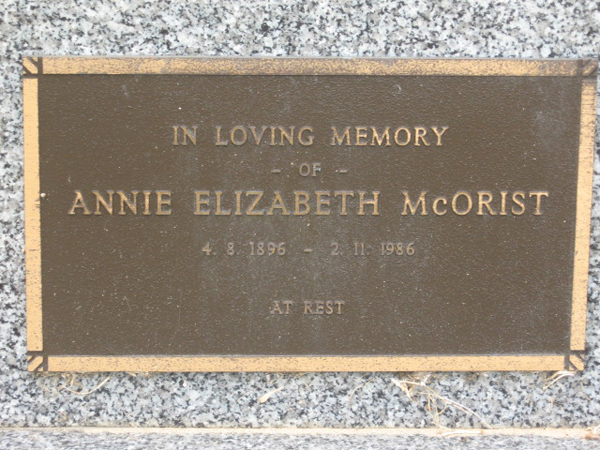 IN LOVING MEMORY
- OF -
ANNIE ELIZABETH McORIST
4. 8. 1896 - 2. 11. 1986
AT REST